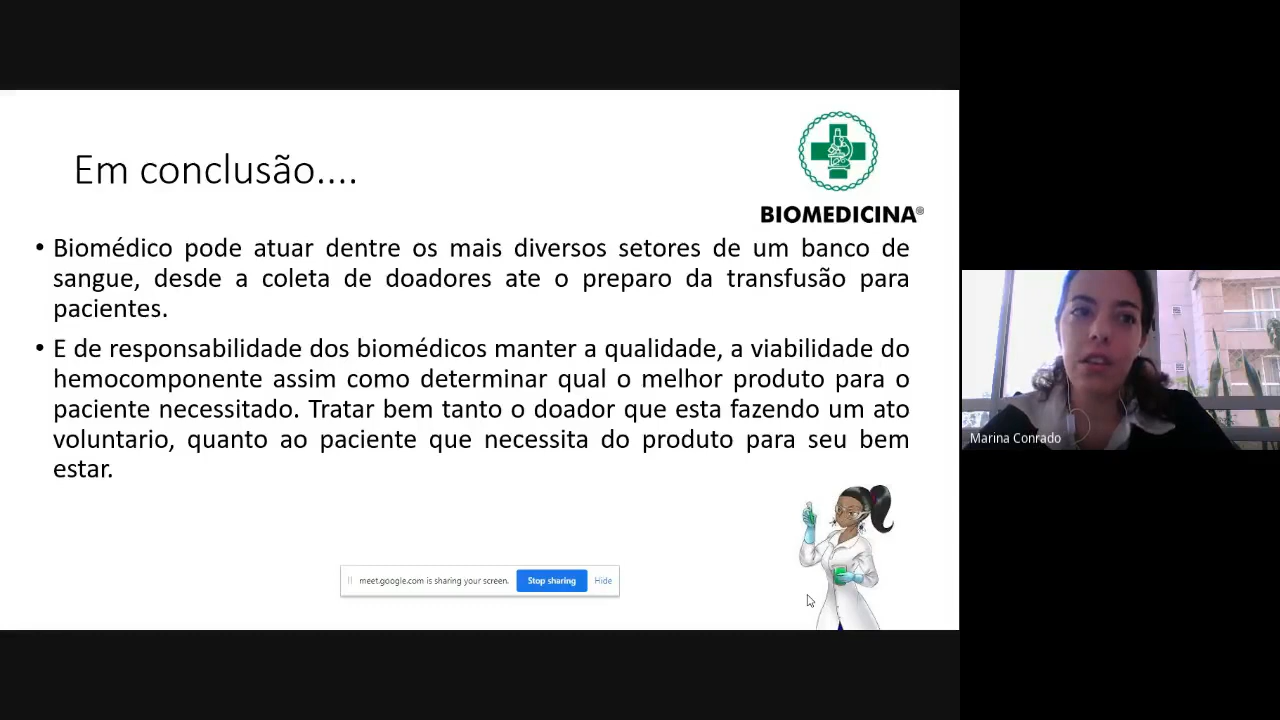 Em conclusão....
BIOMEDICINA®
• Biomédico pode atuar dentre os mais diversos setores de um banco de
sangue, desde a coleta de doadores ate o preparo da transfusão para
pacientes.
• E de responsabilidade dos biomédicos manter a qualidade, a viabilidade do
hemocomponente assim como determinar qual o melhor produto para o
paciente necessitado. Tratar bem tanto o doador que esta fazendo um ato
voluntario, quanto ao paciente que necessita do produto para seu bem
estar.
meet.google.com is sharing your screen. Stop sharing Hide
Marina Conrado